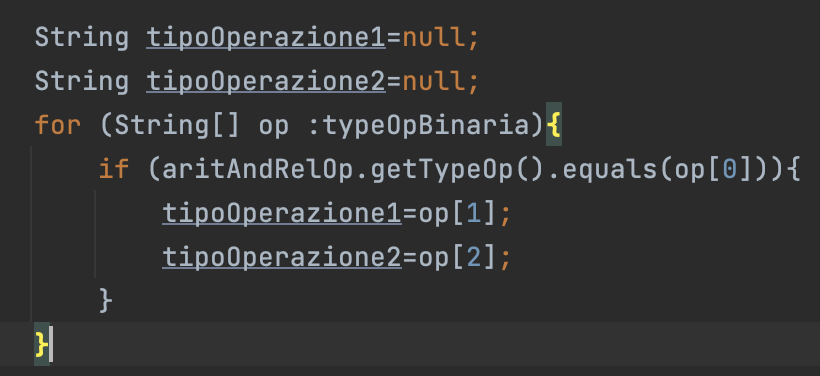 String tipoOperazione1=null;
String tipoOperazione2=null;
for (String[] op :typeOpBinaria){
if (aritAndRelOp.getTypeOp().equals(op[0])){
tipoOperazione1=op[1];
tipoOperazione2=op[2];
}
}